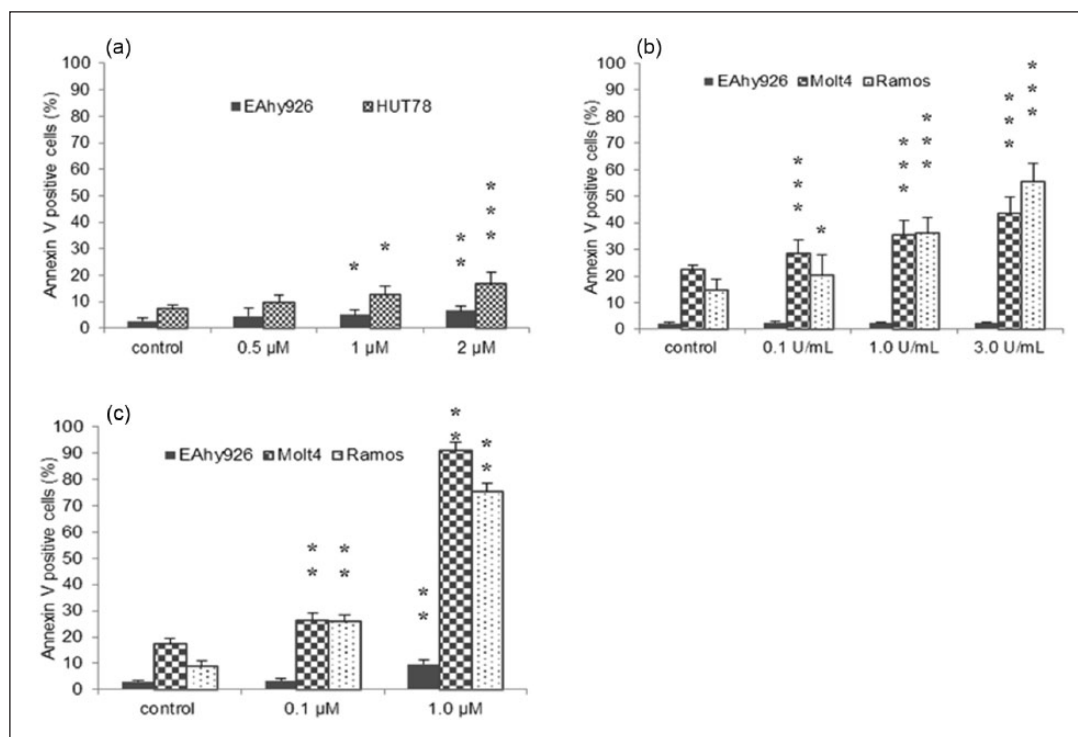 (a)
Annexin V positive cells (%)
100
90
80
70
60
50
40
30
20
10
0
EAhy926 HUT78
*
*
* *
* * *
control 0.5 µM 1 µM 2 µM
(b)
Annexin V positive cells (%)
100
90
80
70
60
50
40
30
20
10
0
EAhy926 Molt4 Ramos
* * *
*
* * *
* * *
* * *
* * *
control 0.1 U/mL 1.0 U/mL 3.0 U/mL
(c)
Annexin V positive cells (%)
100
90
80
70
60
50
40
30
20
10
0
EAhy926 Molt4 Ramos
* *
* *
* *
* *
* *
control 0.1 µM 1.0 µM